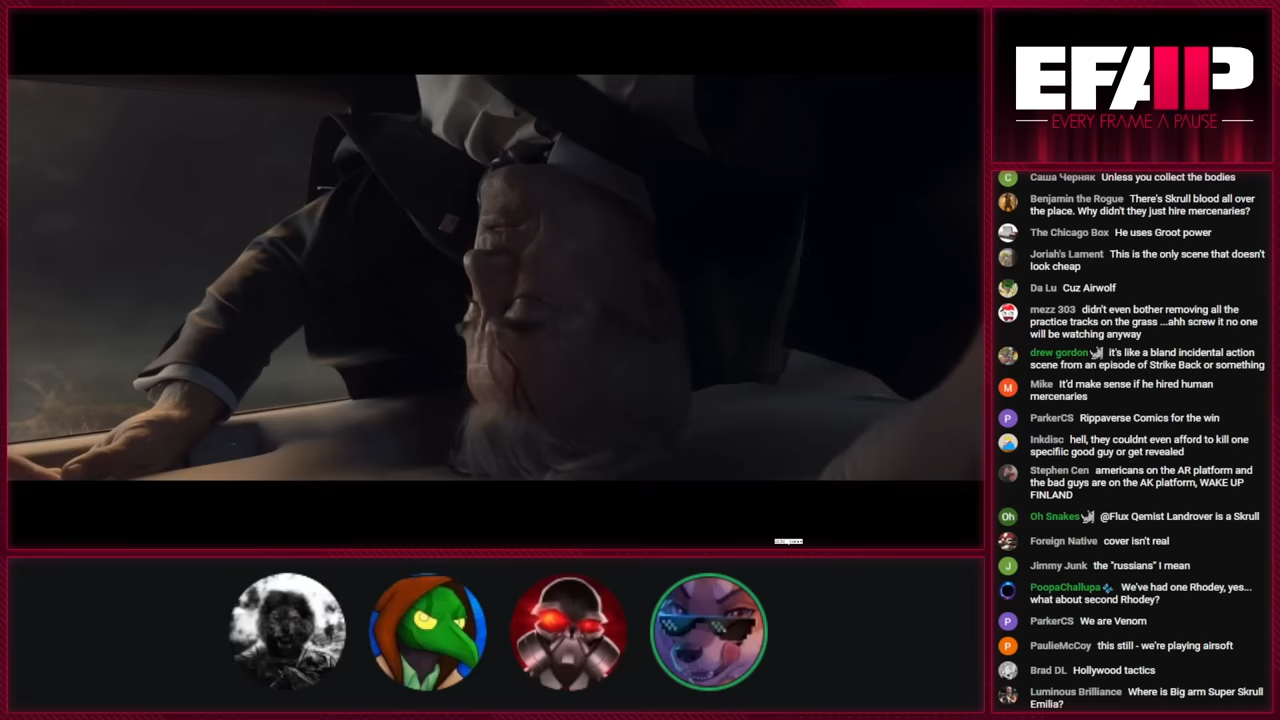 EFAP
EVERY FRAME A PAUSE
C Саша Черняк Unless you collect the bodies
Benjamin the Rogue There's Skrull blood all over
the place. Why didn't they just hire mercenaries?
The Chicago Box He uses Groot power
Joriah's Lament This is the only scene that doesn't
look cheap
Da Lu Cuz Airwolf
mezz 303 didn't even bother removing all the
practice tracks on the grass ...ahh screw it no one
will be watching anyway
drew gordon it's like a bland incidental action
scene from an episode of Strike Back or something
M Mike It'd make sense if he hired human
mercenaries
P ParkerCS Rippaverse Comics for the win
Inkdisc hell, they couldnt even afford to kill one
specifiic good guy or get revealed
Stephen Cen americans on the AR platform and
the bad guys are on the AK platform, WAKE UP
FINLAND
Oh Oh Snakes @Flux Qemist Landrover is a Skrull
Foreign Native cover isn't real
J Jimmy Junk the "russians" I mean
PoopaChallupa We've had one Rhodey, yes...
what about second Rhodey?
P ParkerCS We are Venom
P PaulieMcCoy this still - we're playing airsoft
Brad DL Hollywood tactics
Luminous Brilliance Where is Big arm Super Skrull
Emilia?